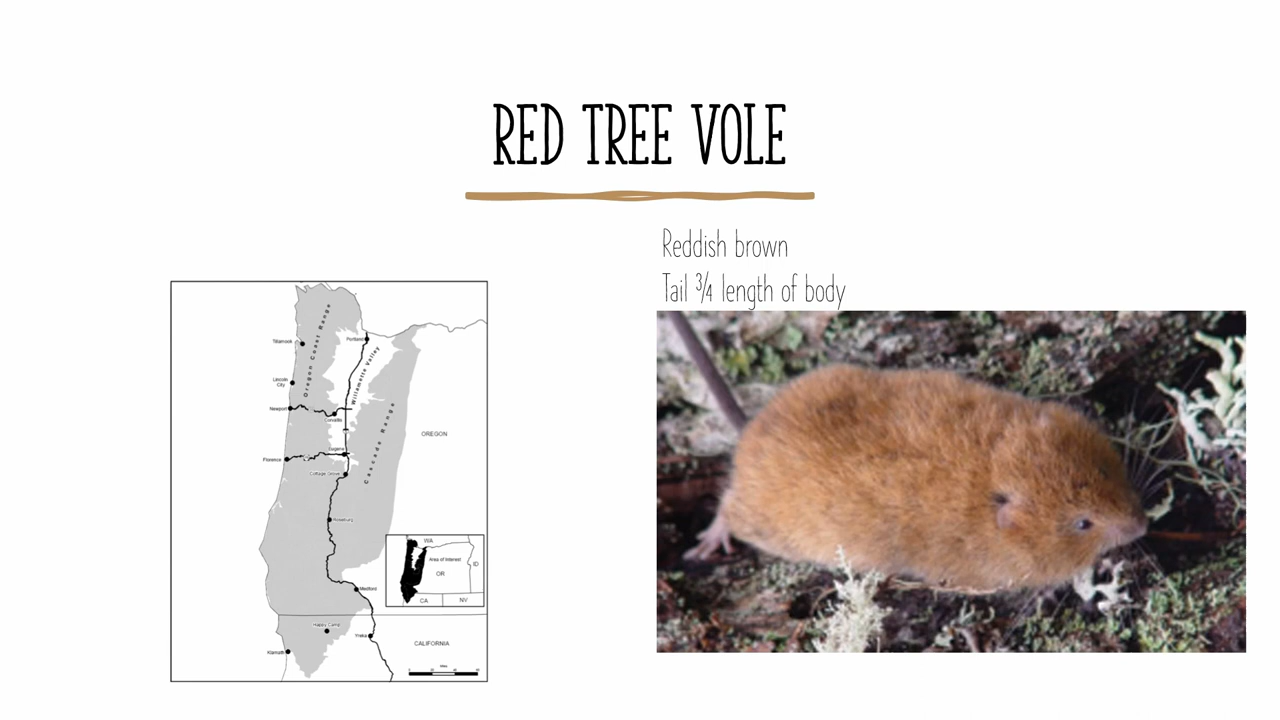 RED TREE VOLE
Reddish brown
Tail ¾ length of body
Oregon Coast Range
Tillamook
Portland
Willamette Valley
Lincoln
City
Newport
Corvallis
Cascade Range
OREGON
Eugene
Florence
Cottage Grove
Roseburg
WA
Area of Interest
ID
OR
CA
NV
Medford
Happy Camp
Yreka
CALIFORNIA
Klamath
Miles